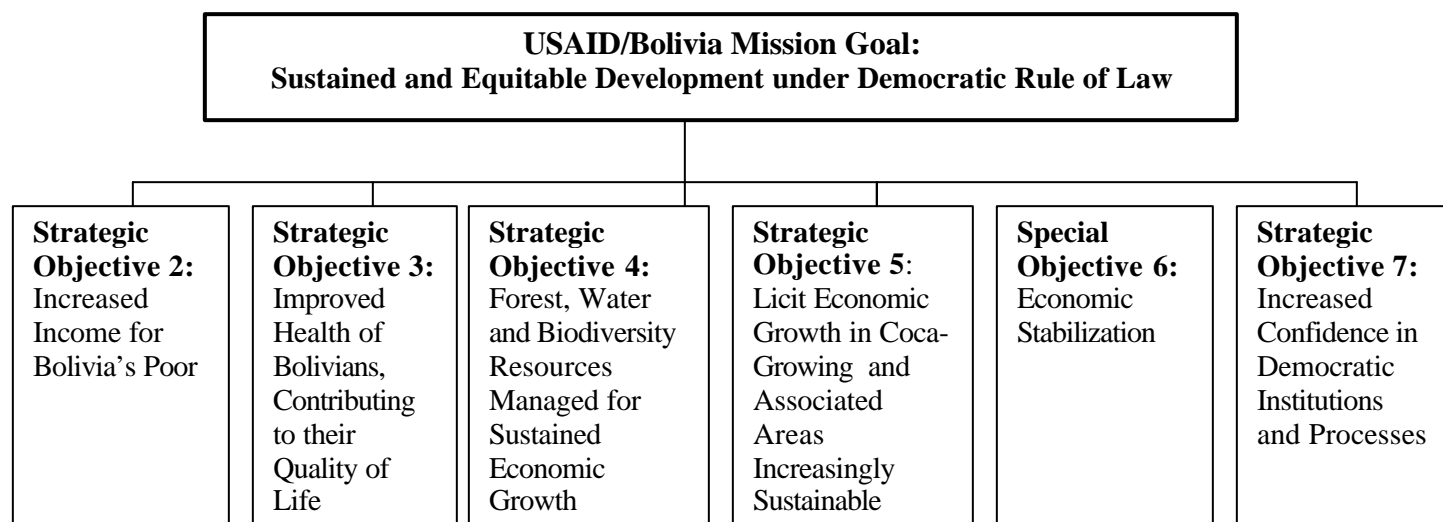 USAID/Bolivia Mission Goal:
Sustained and Equitable Development under Democratic Rule of Law
Strategic
Objective 2:
Increased
Income for
Bolivia's Poor
Strategic
Objective 3:
Improved
Health of
Bolivians,
Contributing
to their
Quality of
Life
Strategic
Objective 4:
Forest, Water
and Biodiversity
Resources
Managed for
Sustained
Economic
Growth
Strategic
Objective 5:
Licit Economic
Growth in Coca-
Growing and
Associated
Areas
Increasingly
Sustainable
Special
Objective 6:
Economic
Stabilization
Strategic
Objective 7:
Increased
Confidence in
Democratic
Institutions
and Processes